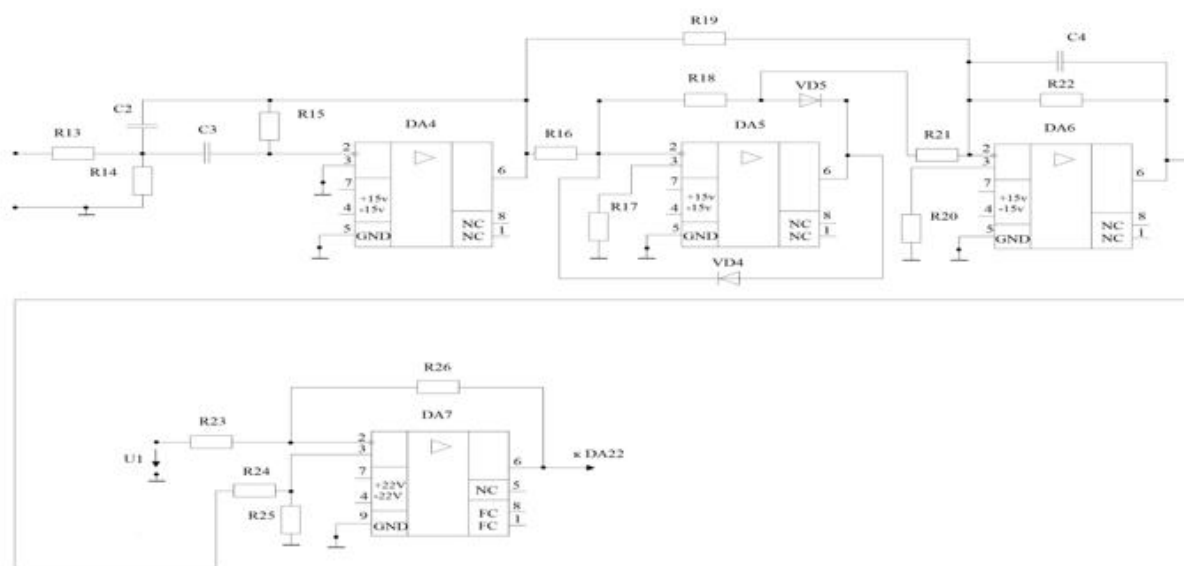 R19
C4
R18
VD5
R22
C2
R15
R13
C3
DA4
R16
DA5
R21
DA6
R14
2
3
7
+15v
-15v
4
5
GND
6
8
NC
NC
1
R17
2
3
7
+15v
-15v
4
5
GND
6
8
NC
NC
1
R20
2
3
7
+15v
-15v
4
5
GND
6
8
NC
NC
1
VD4
R26
DA7
R23
2
3
U1
к DA22
R24
7
+22V
-22V
4
6
NC
5
R25
9
GND
8
FC
FC
1